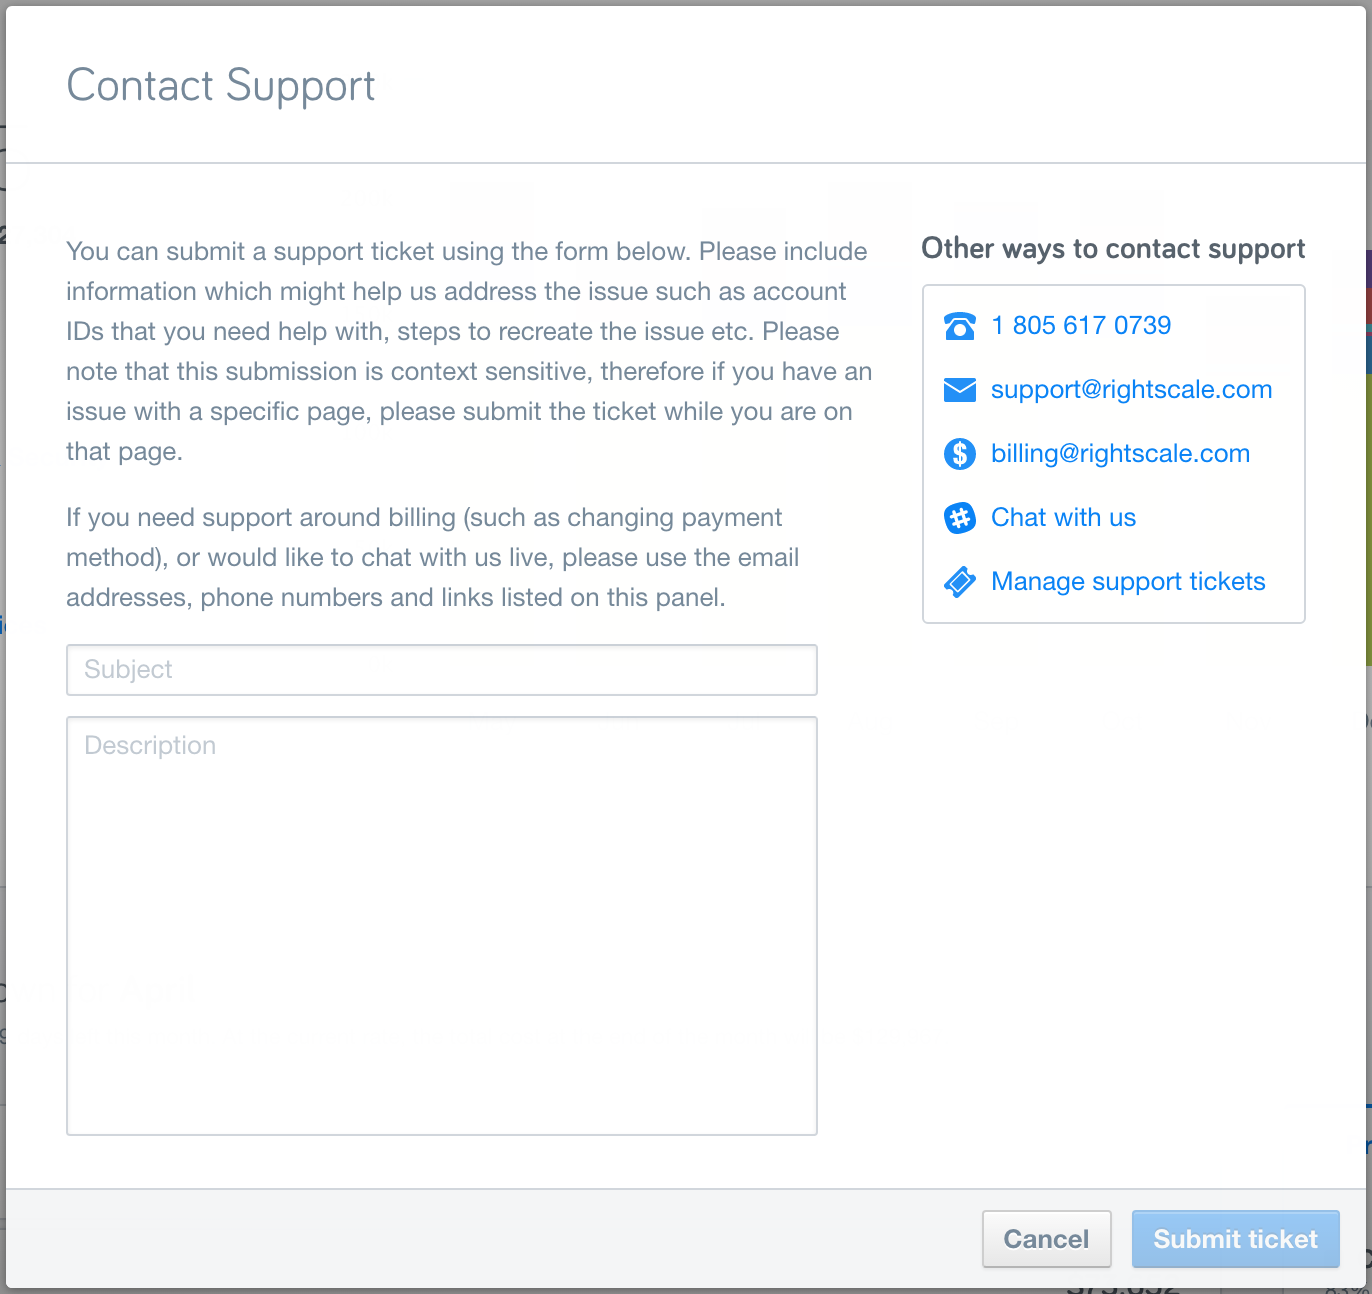 Contact Support
You can submit a support ticket using the form below. Please include
information which might help us address the issue such as account
IDs that you need help with, steps to recreate the issue etc. Please
note that this submission is context sensitive, therefore if you have an
issue with a specific page, please submit the ticket while you are on
that page.
If you need support around billing (such as changing payment
method), or would like to chat with us live, please use the email
addresses, phone numbers and links listed on this panel.
Subject
Description
Other ways to contact support
1 805 617 0739
support@rightscale.com
billing@rightscale.com
Chat with us
Manage support tickets
Cancel
Submit ticket